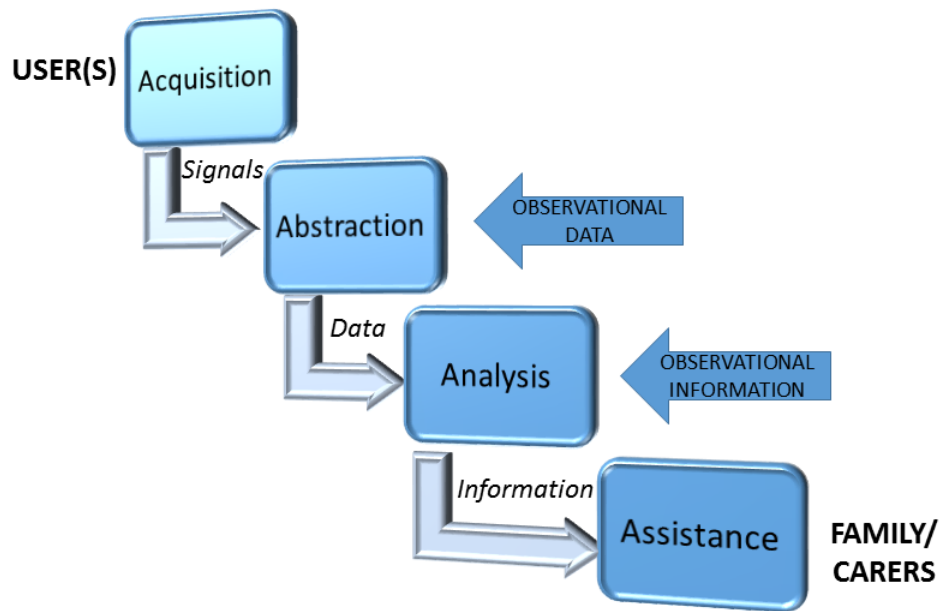 USER(S)
Acquisition
Signals
Abstraction
OBSERVATIONAL
DATA
Data
Analysis
OBSERVATIONAL
INFORMATION
Information
Assistance
FAMILY/
CARERS